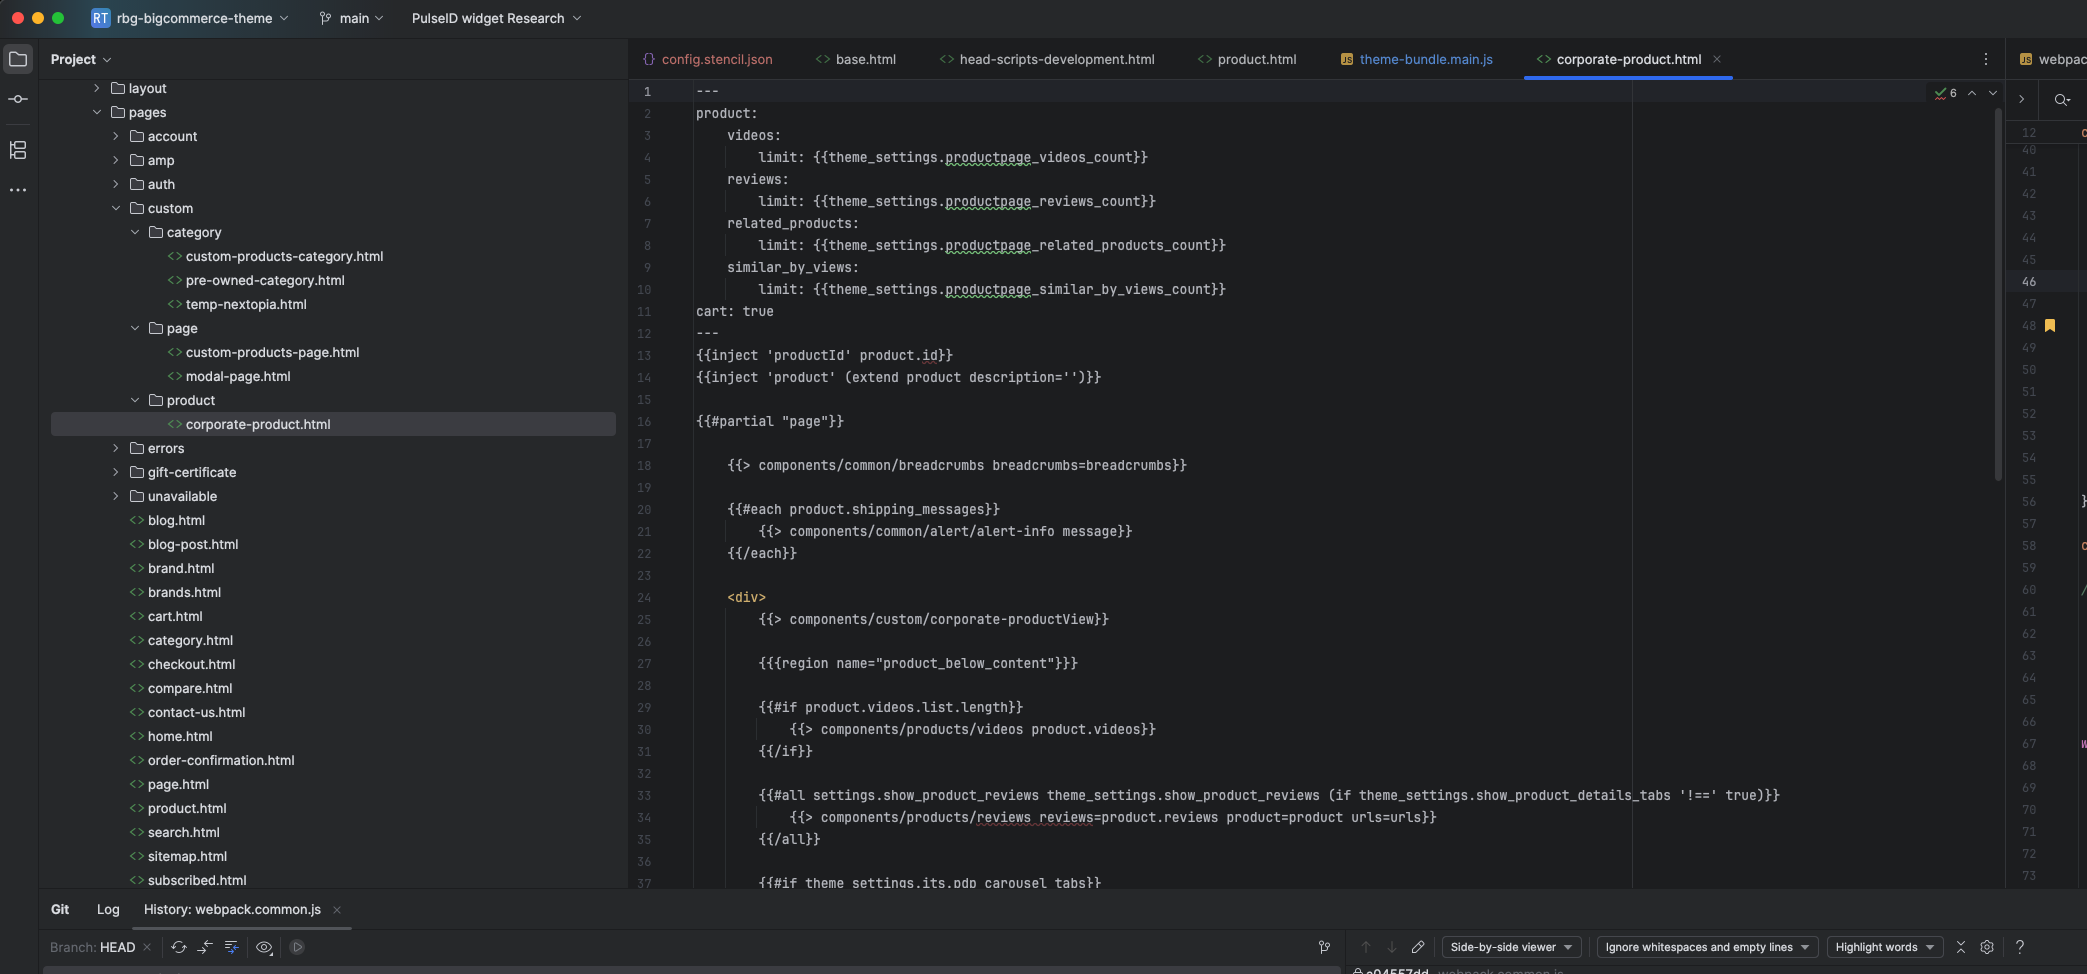 RT rbg-bigcommerce-theme main PulseID widget Research
Project
layout
pages
account
amp
auth
custom
category
custom-products-category.html
pre-owned-category.html
temp-nextopia.html
page
custom-products-page.html
modal-page.html
product
corporate-product.html
errors
gift-certificate
unavailable
blog.html
blog-post.html
brand.html
brands.html
cart.html
category.html
checkout.html
compare.html
contact-us.html
home.html
order-confirmation.html
page.html
product.html
search.html
sitemap.html
subscribed.html
{} config.stencil.json <> base.html <> head-scripts-development.html <> product.html JS theme-bundle.main.js <> corporate-product.html JS webpac
6
1 ---
2 product:
3 videos:
4 limit: {{theme_settings.productpage_videos_count}}
5 reviews:
6 limit: {{theme_settings.productpage_reviews_count}}
7 related_products:
8 limit: {{theme_settings.productpage_related_products_count}}
9 similar_by_views:
10 limit: {{theme_settings.productpage_similar_by_views_count}}
11 cart: true
12 ---
13 {{inject 'productId' product.id}}
14 {{inject 'product' (extend product description='')}}
15
16 {{#partial "page"}}
17
18 {{> components/common/breadcrumbs breadcrumbs=breadcrumbs}}
19
20 {{#each product.shipping_messages}}
21 {{> components/common/alert/alert-info message}}
22 {{/each}}
23
24 <div>
25 {{> components/custom/corporate-productView}}
26
27 {{{region name="product_below_content"}}}
28
29 {{#if product.videos.list.length}}
30 {{> components/products/videos product.videos}}
31 {{/if}}
32
33 {{#all settings.show_product_reviews theme_settings.show_product_reviews (if theme_settings.show_product_details_tabs '!==' true)}}
34 {{> components/products/reviews reviews=product.reviews product=product urls=urls}}
35 {{/all}}
36
37 {{#if theme_settings.its.pdp_carousel_tabs}}
12
40
41
42
43
44
45
46
47
48
49
50
51
52
53
54
55
56 }
57
58
59
60 /
61
62
63
64
65
66
67
68
69
70
71
72
73
Git Log History: webpack.common.js
Branch: HEAD
Side-by-side viewer Ignore whitespaces and empty lines Highlight words ?
a04557dd webpack.common.js